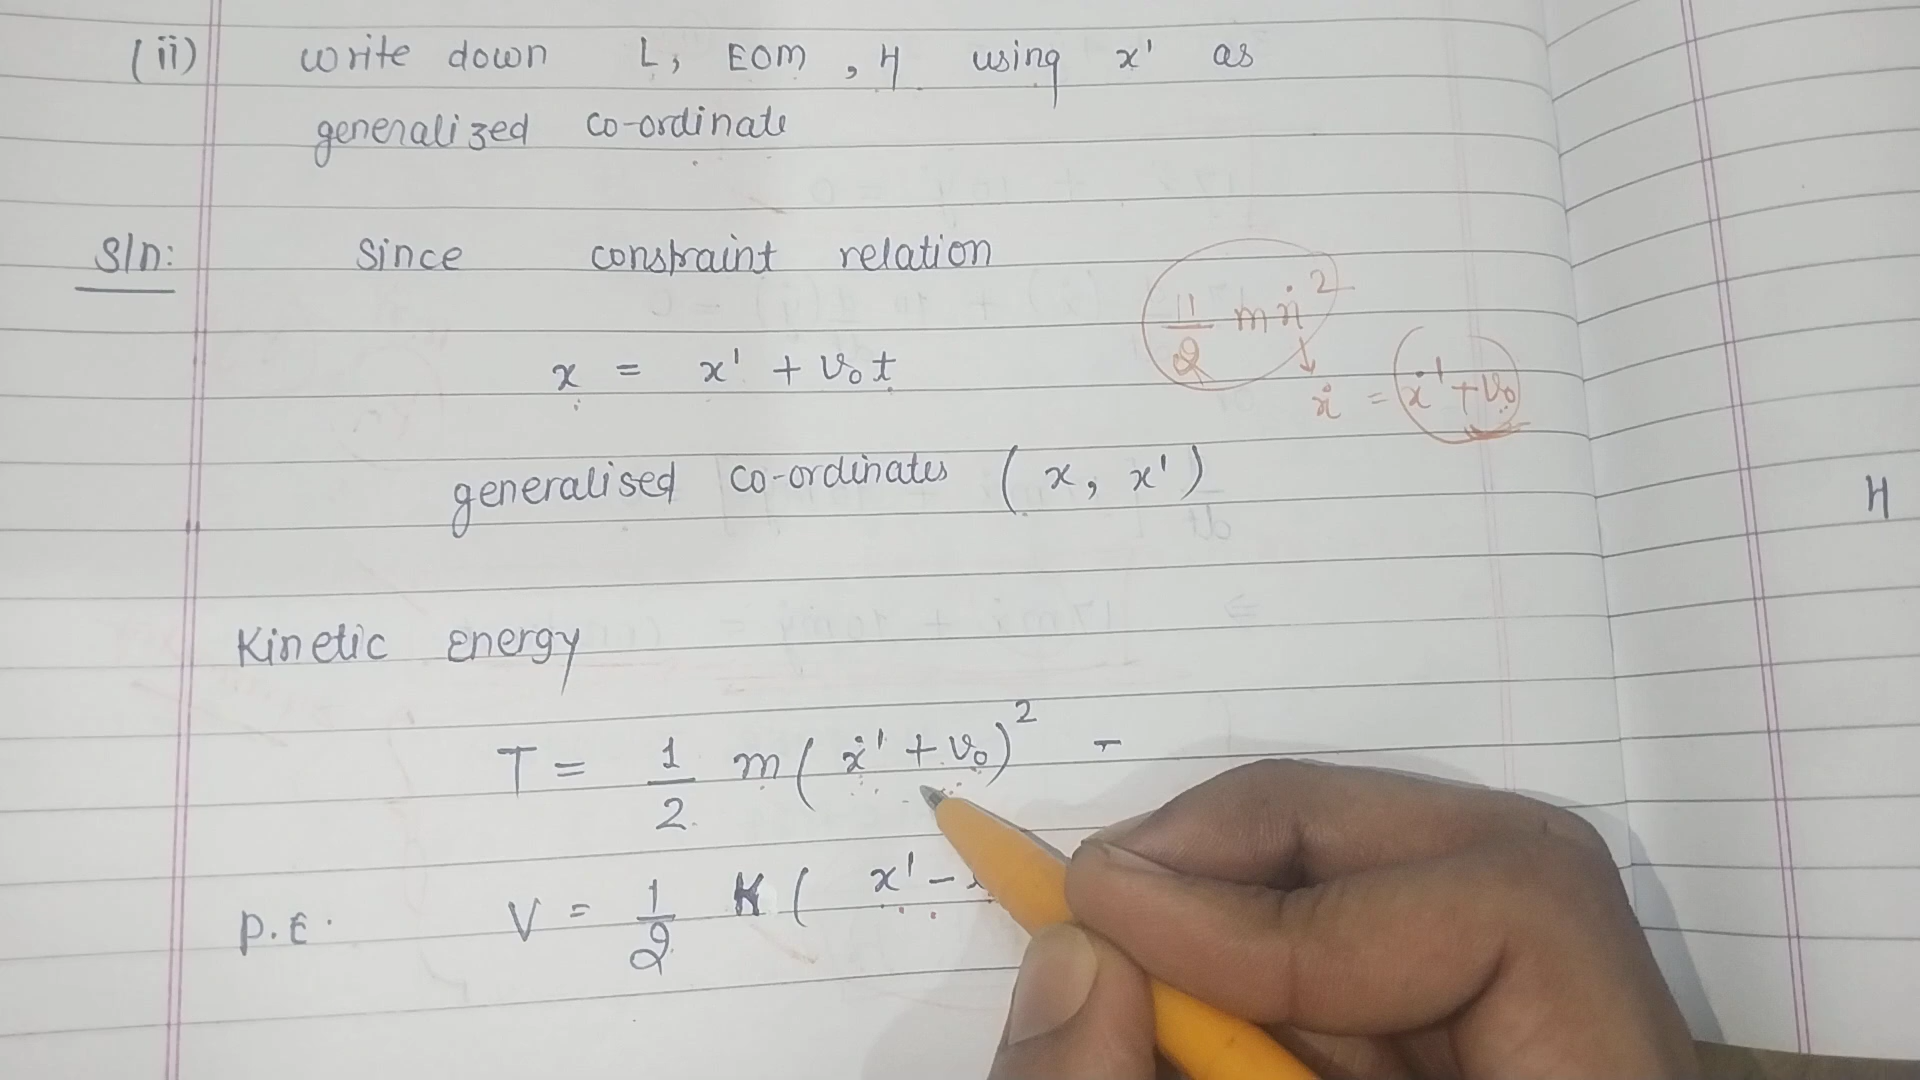 (ii) write down L, EOM, H using x' as
generalized co-ordinate
Sln: Since constraint relation
x = x' + v₀t
11/2 mẋ²
ẋ = ẋ' + v₀
generalised co-ordinates (x, x')
H
Kinetic Energy
T = 1/2 m(ẋ' + v₀)² -
P.E. V = 1/2 K( x' -